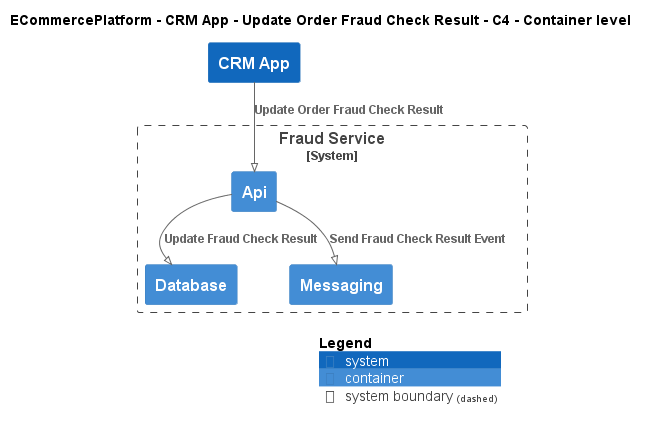 ECommercePlatform - CRM App - Update Order Fraud Check Result - C4 - Container level
CRM App
Update Order Fraud Check Result
Fraud Service
[System]
Api
Update Fraud Check Result
Send Fraud Check Result Event
Database
Messaging
Legend
system
container
system boundary (dashed)